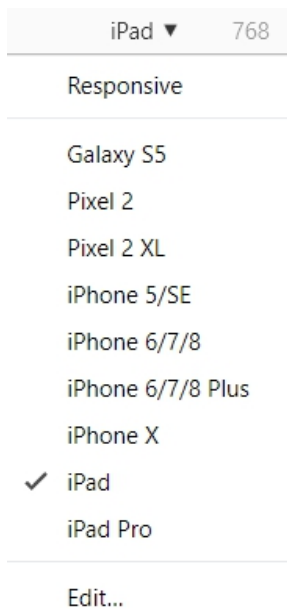 iPad ▼ 768
Responsive
Galaxy S5
Pixel 2
Pixel 2 XL
iPhone 5/SE
iPhone 6/7/8
iPhone 6/7/8 Plus
iPhone X
✓ iPad
iPad Pro
Edit...